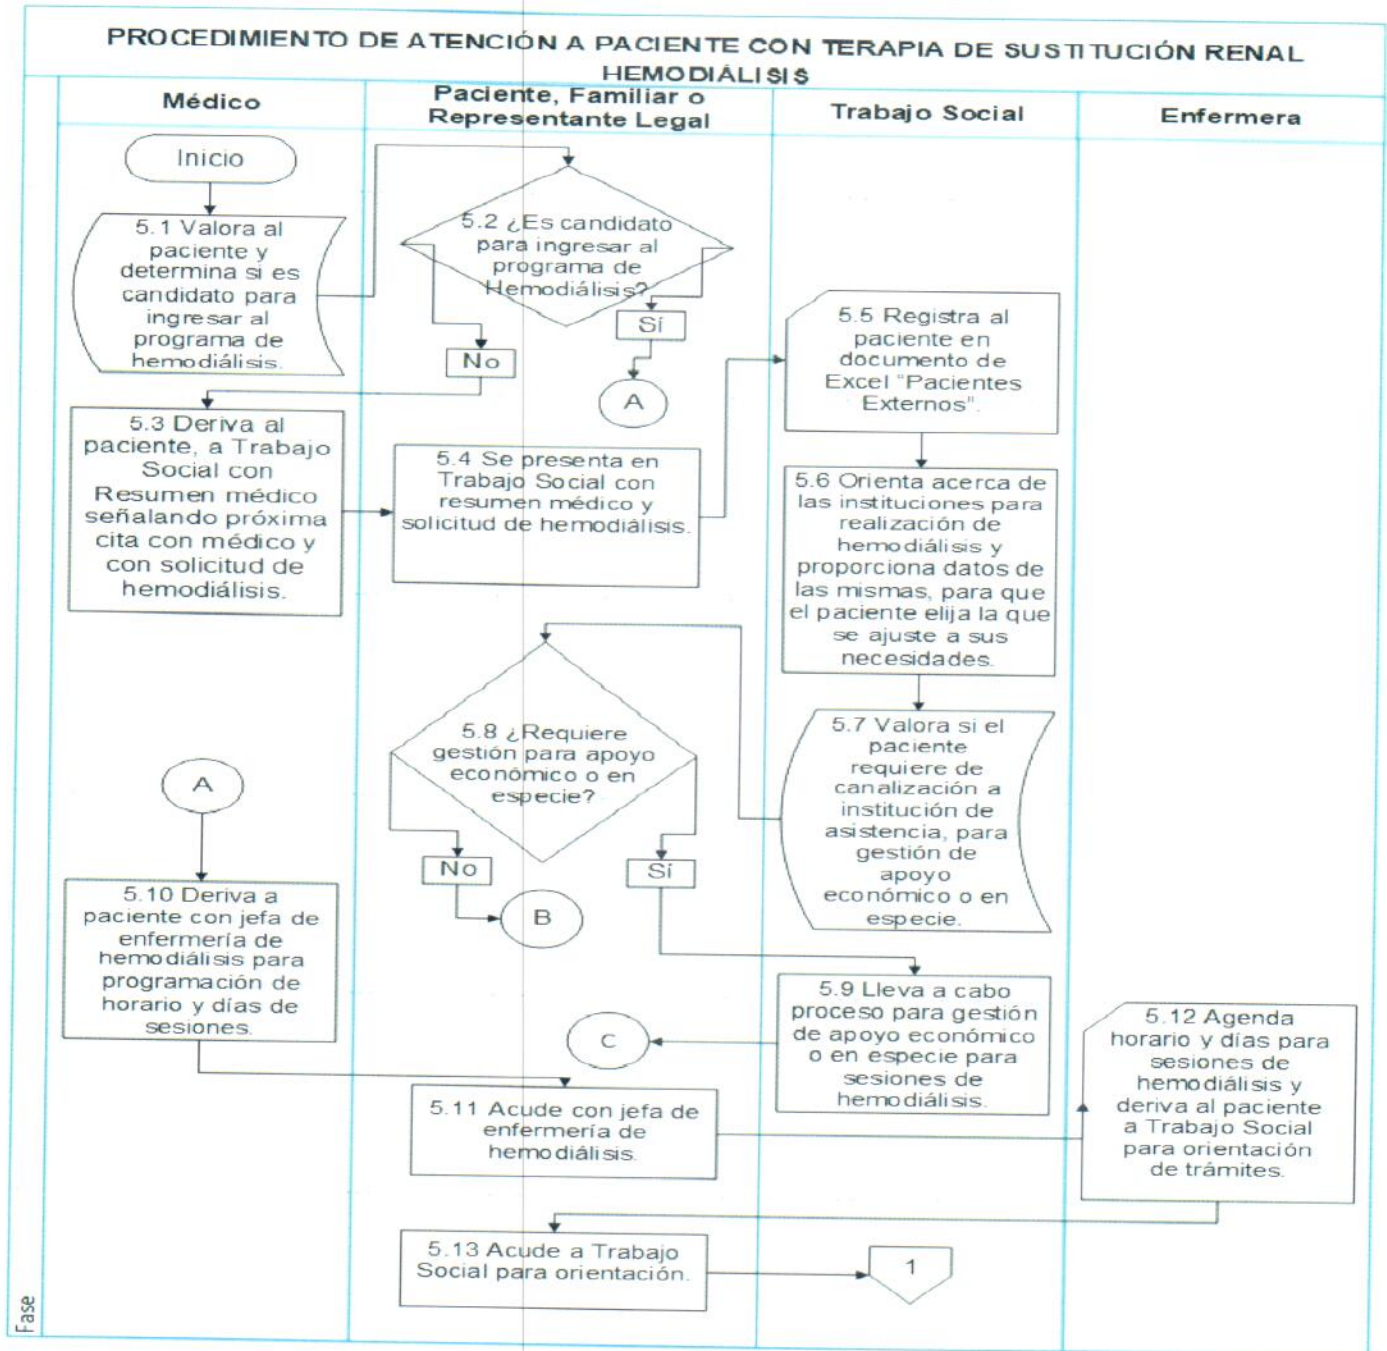 PROCEDIMIENTO DE ATENCIÓN A PACIENTE CON TERAPIA DE SUSTITUCIÓN RENAL
HEMODIÁLISIS
Médico
Paciente, Familiar o
Representante Legal
Trabajo Social
Enfermera
Inicio
5.1 Valora al
paciente y
determina si es
candidato para
ingresar al
programa de
hemodiálisis.
5.2 ¿Es candidato
para ingresar al
programa de
Hemodiálisis?
Sí
No
A
5.3 Deriva al
paciente, a Trabajo
Social con
Resumen médico
señalando próxima
cita con médico y
con solicitud de
hemodiálisis.
5.4 Se presenta en
Trabajo Social con
resumen médico y
solicitud de hemodiálisis.
5.5 Registra al
paciente en
documento de
Excel "Pacientes
Externos".
5.6 Orienta acerca de
las instituciones para
realización de
hemodiálisis y
proporciona datos de
las mismas, para que
el paciente elija la que
se ajuste a sus
necesidades.
5.7 Valora si el
paciente
requiere de
canalización a
institución de
asistencia, para
gestión de
apoyo
económico o en
especie.
5.8 ¿Requiere
gestión para apoyo
económico o en
especie?
No
Sí
B
5.9 Lleva a cabo
proceso para gestión
de apoyo económico
o en especie para
sesiones de
hemodiálisis.
C
A
5.10 Deriva a
paciente con jefa de
enfermería de
hemodiálisis para
programación de
horario y días de
sesiones.
5.11 Acude con jefa de
enfermería de
hemodiálisis.
5.12 Agenda
horario y días para
sesiones de
hemodiálisis y
deriva al paciente
a Trabajo Social
para orientación
de trámites.
5.13 Acude a Trabajo
Social para orientación.
1
Fase